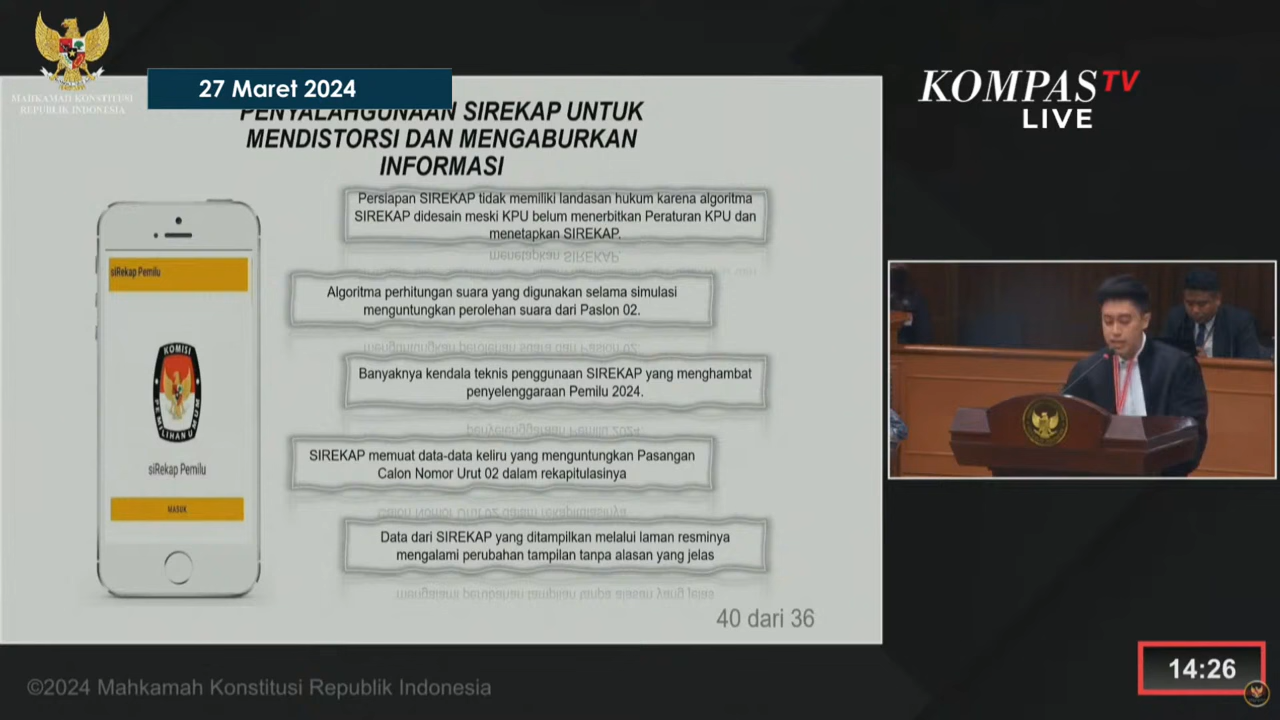 MAHKAMAH KONSTITUSI
REPUBLIK INDONESIA
27 Maret 2024
KOMPAS TV
LIVE
PENYALAHGUNAAN SIREKAP UNTUK
MENDISTORSI DAN MENGABURKAN
INFORMASI
siRekap Pemilu
KOMISI
PEMILIHAN UMUM
siRekap Pemilu
MASUK
Persiapan SIREKAP tidak memiliki landasan hukum karena algoritma
SIREKAP didesain meski KPU belum menerbitkan Peraturan KPU dan
menetapkan SIREKAP.
Algoritma perhitungan suara yang digunakan selama simulasi
menguntungkan perolehan suara dari Paslon 02.
Banyaknya kendala teknis penggunaan SIREKAP yang menghambat
penyelenggaraan Pemilu 2024.
SIREKAP memuat data-data keliru yang menguntungkan Pasangan
Calon Nomor Urut 02 dalam rekapitulasinya
Data dari SIREKAP yang ditampilkan melalui laman resminya
mengalami perubahan tampilan tanpa alasan yang jelas
40 dari 36
14:26
©2024 Mahkamah Konstitusi Republik Indonesia